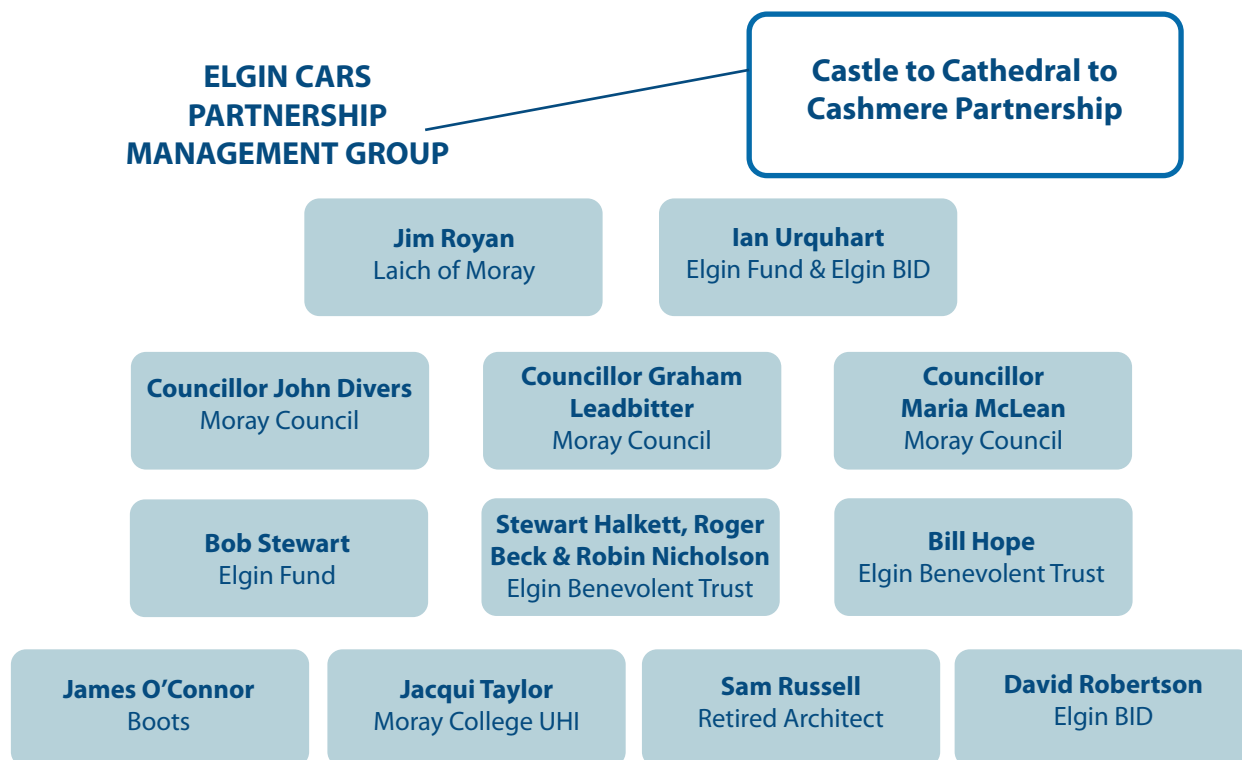 ELGIN CARS
PARTNERSHIP
MANAGEMENT GROUP
Castle to Cathedral to
Cashmere Partnership
Jim Royan
Laich of Moray
Ian Urquhart
Elgin Fund & Elgin BID
Councillor John Divers
Moray Council
Councillor Graham
Leadbitter
Moray Council
Councillor
Maria McLean
Moray Council
Bob Stewart
Elgin Fund
Stewart Halkett, Roger
Beck & Robin Nicholson
Elgin Benevolent Trust
Bill Hope
Elgin Benevolent Trust
James O’Connor
Boots
Jacqui Taylor
Moray College UHI
Sam Russell
Retired Architect
David Robertson
Elgin BID